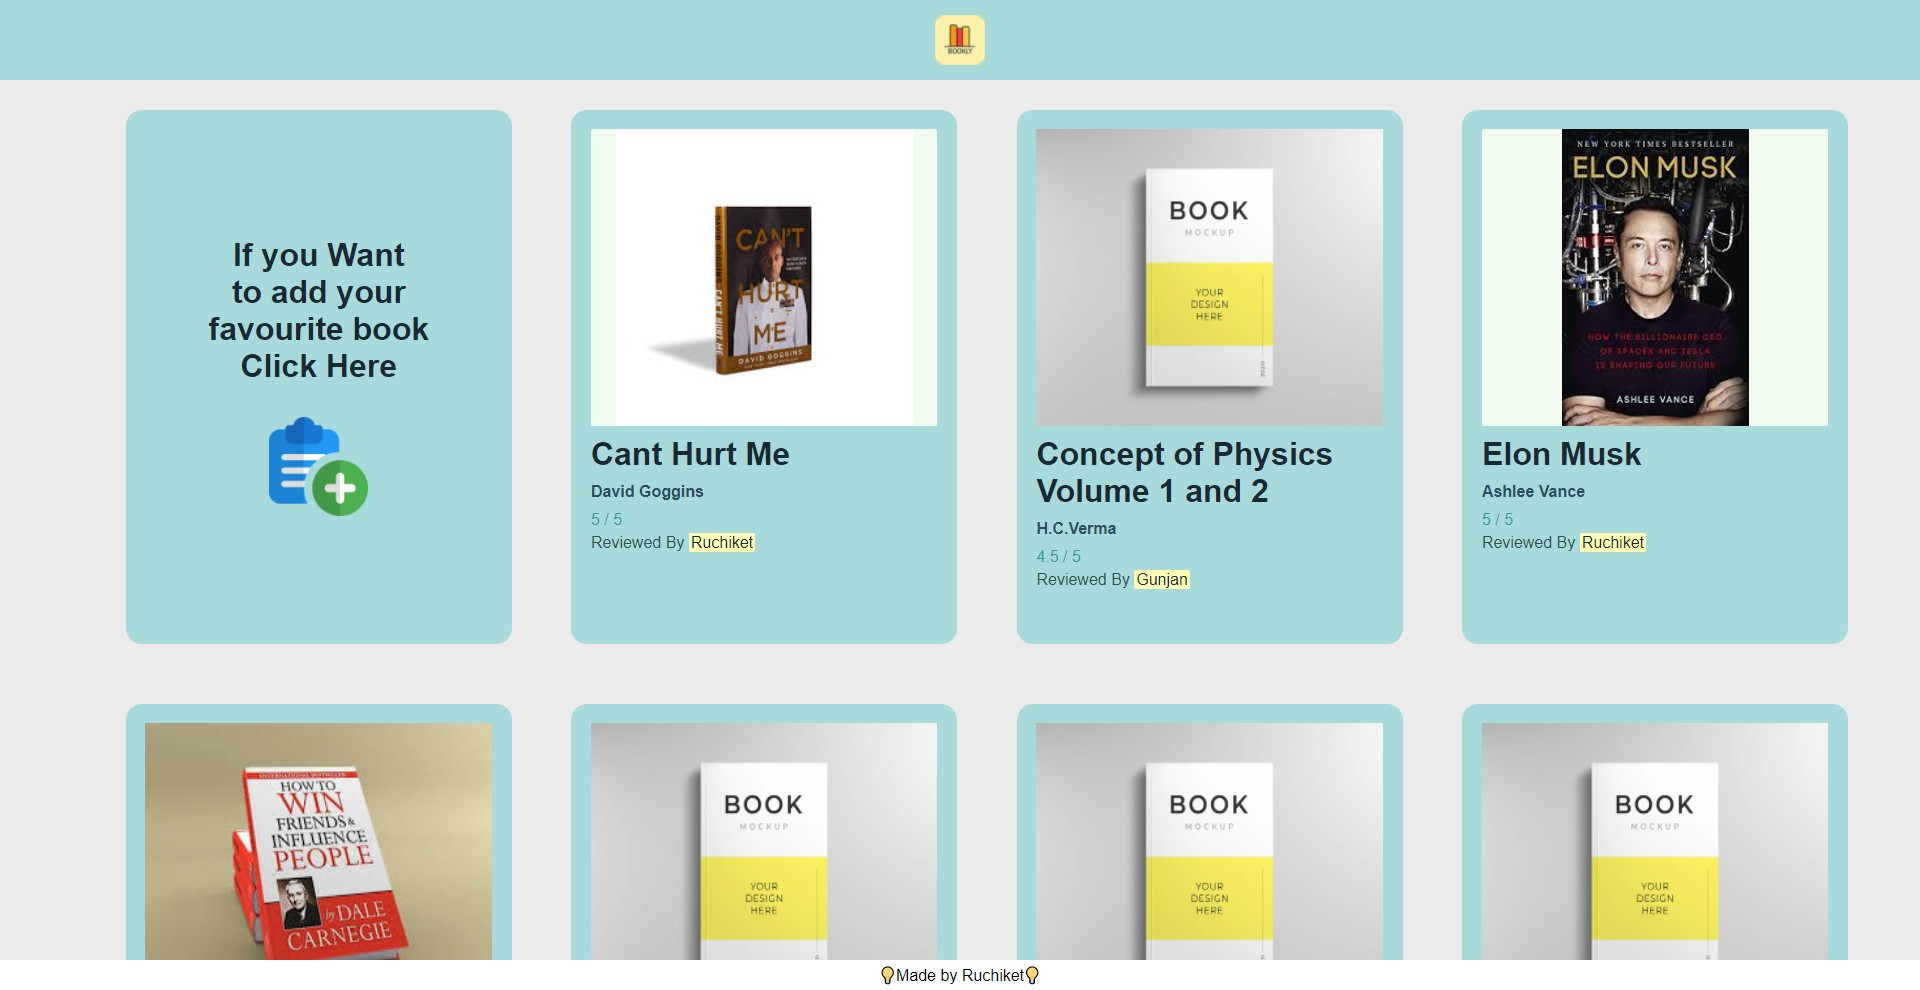 BOOKLY
If you Want
to add your
favourite book
Click Here
CAN'T
HURT
ME
DAVID GOGGINS
CAN'T HURT ME
Cant Hurt Me
David Goggins
5 / 5
Reviewed By Ruchiket
BOOK
MOCKUP
YOUR
DESIGN
HERE
Concept of Physics
Volume 1 and 2
H.C.Verma
4.5 / 5
Reviewed By Gunjan
NEW YORK TIMES BESTSELLER
ELON MUSK
HOW THE BILLIONAIRE CEO
OF SPACEX AND TESLA
IS SHAPING OUR FUTURE
ASHLEE VANCE
Elon Musk
Ashlee Vance
5 / 5
Reviewed By Ruchiket
INTERNATIONAL BESTSELLER
HOW TO
WIN
FRIENDS &
INFLUENCE
PEOPLE
by DALE
CARNEGIE
BOOK
MOCKUP
YOUR
DESIGN
HERE
BOOK
MOCKUP
YOUR
DESIGN
HERE
BOOK
MOCKUP
YOUR
DESIGN
HERE
Made by Ruchiket